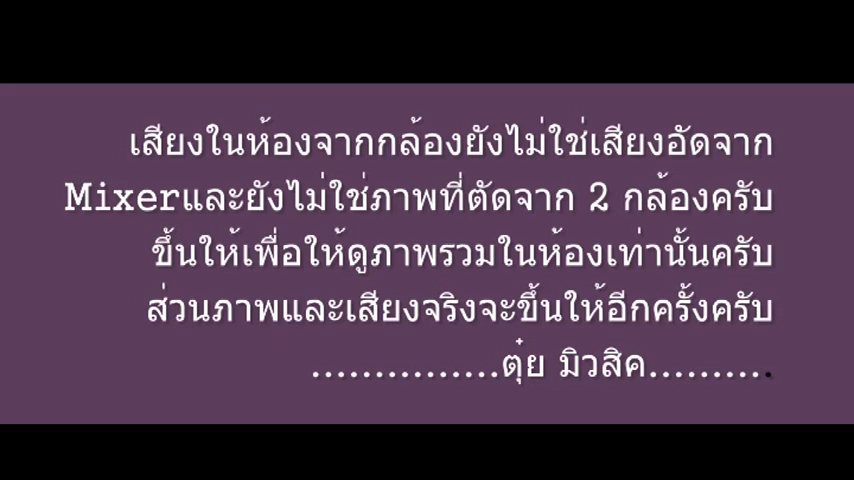 เสียงในห้องจากกล้องยังไม่ใช่เสียงอัดจาก
Mixerและยังไม่ใช่ภาพที่ตัดจาก 2 กล้องครับ
ขึ้นให้เพื่อให้ดูภาพรวมในห้องเท่านั้นครับ
ส่วนภาพและเสียงจริงจะขึ้นให้อีกครั้งครับ
...............ตุ๋ย มิวสิค..........